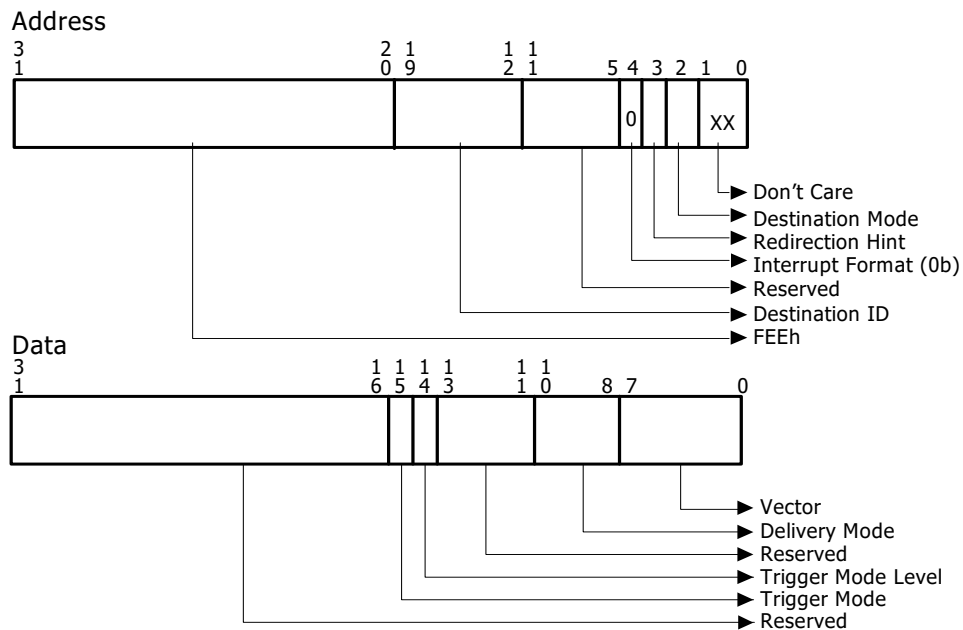 Address
3 2 1 1 1
1 0 9 2 1 5 4 3 2 1 0
0 XX
Don't Care
Destination Mode
Redirection Hint
Interrupt Format (0b)
Reserved
Destination ID
FEEh
Data
3 1 1 1 1 1 1
1 6 5 4 3 1 0 8 7 0
Vector
Delivery Mode
Reserved
Trigger Mode Level
Trigger Mode
Reserved